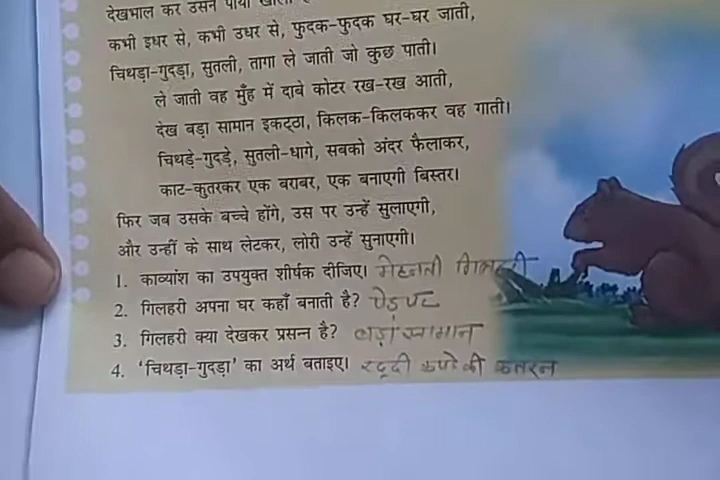 देखभाल कर उसने पाया
कभी इधर से, कभी उधर से, फुदक-फुदक घर-घर जाती,
चिथड़ा-गुदड़ा, सुतली, तागा ले जाती जो कुछ पाती।
ले जाती वह मुँह में दाबे कोटर रख-रख आती,
देख बड़ा सामान इकट्ठा, किलक-किलककर वह गाती।
चिथड़े-गुदड़े, सुतली-धागे, सबको अंदर फैलाकर,
काट-कुतरकर एक बराबर, एक बनाएगी बिस्तर।
फिर जब उसके बच्चे होंगे, उस पर उन्हें सुलाएगी,
और उन्हीं के साथ लेटकर, लोरी उन्हें सुनाएगी।
1. काव्यांश का उपयुक्त शीर्षक दीजिए। मेहनती गिलहरी
2. गिलहरी अपना घर कहाँ बनाती है? पेड़ पर
3. गिलहरी क्या देखकर प्रसन्न है? बड़ा सामान
4. 'चिथड़ा-गुदड़ा' का अर्थ बताइए। रद्दी कपड़े की कतरन